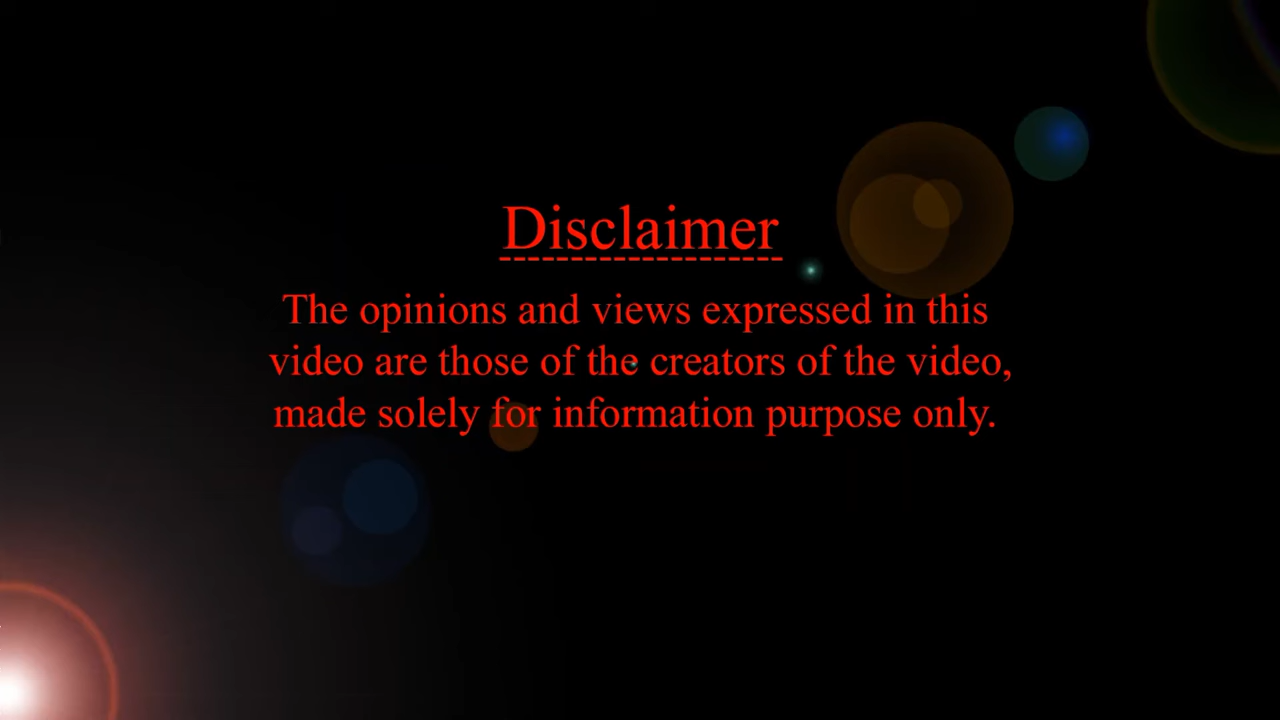 Disclaimer
The opinions and views expressed in this
video are those of the creators of the video,
made solely for information purpose only.